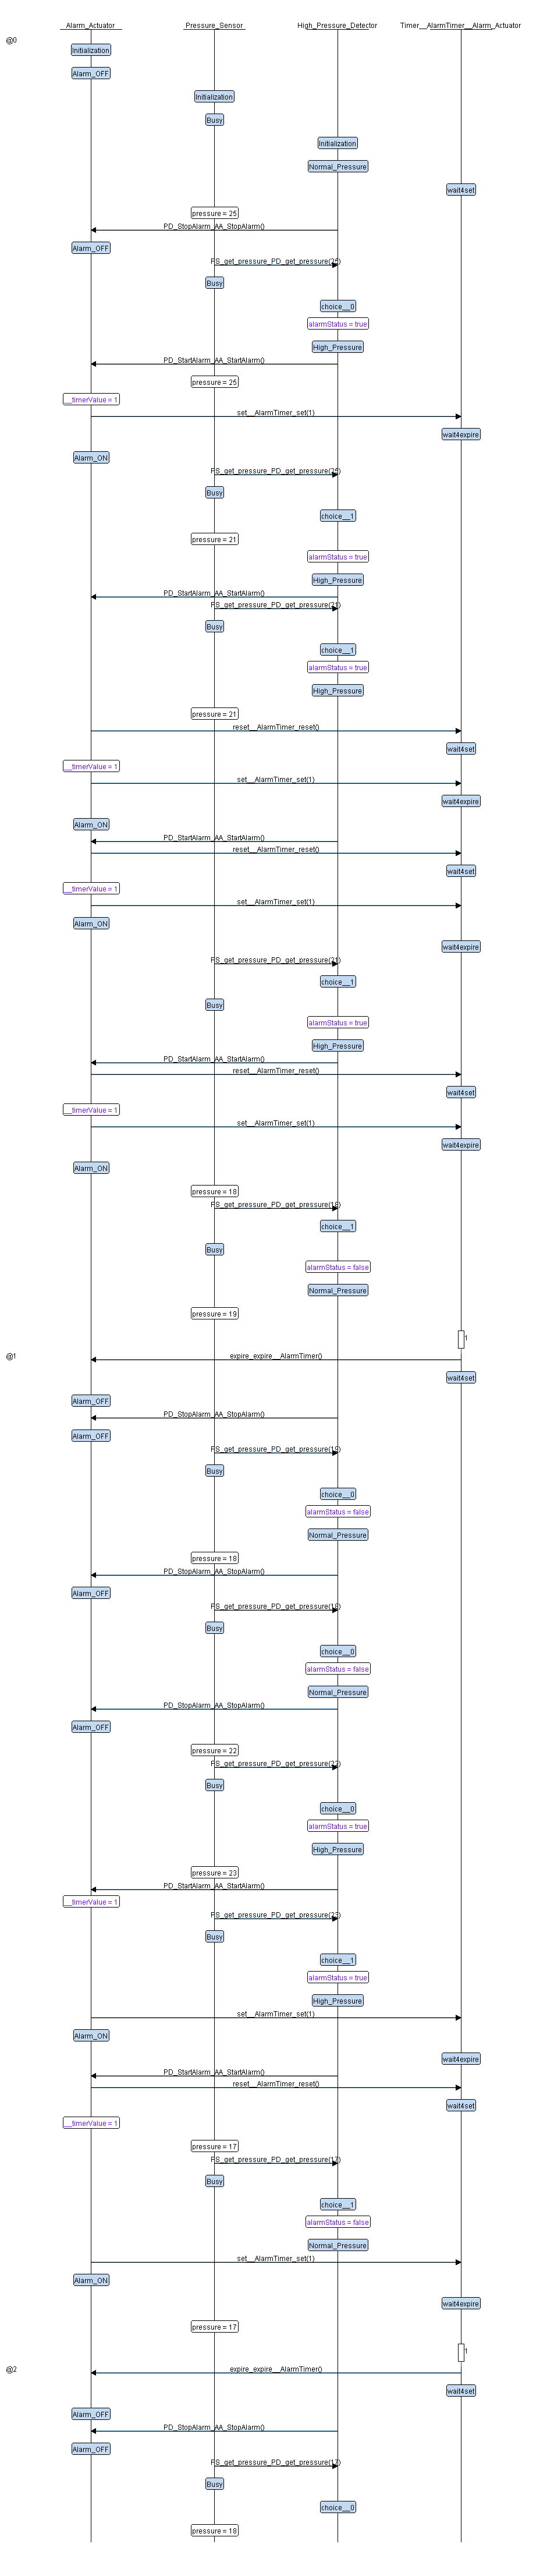 Alarm_Actuator Pressure_Sensor High_Pressure_Detector Timer__AlarmTimer__Alarm_Actuator
@0
Initialization
Alarm_OFF
Initialization
Busy
Initialization
Normal_Pressure
wait4set
pressure = 25
PD_StopAlarm_AA_StopAlarm()
Alarm_OFF
PS_get_pressure_PD_get_pressure(25)
Busy
choice__0
alarmStatus = true
High_Pressure
PD_StartAlarm_AA_StartAlarm()
pressure = 25
__timerValue = 1
set__AlarmTimer_set(1)
wait4expire
Alarm_ON
PS_get_pressure_PD_get_pressure(25)
Busy
choice__1
pressure = 21
alarmStatus = true
High_Pressure
PD_StartAlarm_AA_StartAlarm()
PS_get_pressure_PD_get_pressure(21)
Busy
choice__1
alarmStatus = true
High_Pressure
pressure = 21
reset__AlarmTimer_reset()
wait4set
__timerValue = 1
set__AlarmTimer_set(1)
wait4expire
Alarm_ON
PD_StartAlarm_AA_StartAlarm()
reset__AlarmTimer_reset()
wait4set
__timerValue = 1
set__AlarmTimer_set(1)
Alarm_ON
wait4expire
PS_get_pressure_PD_get_pressure(21)
choice__1
Busy
alarmStatus = true
High_Pressure
PD_StartAlarm_AA_StartAlarm()
reset__AlarmTimer_reset()
wait4set
__timerValue = 1
set__AlarmTimer_set(1)
wait4expire
Alarm_ON
pressure = 18
PS_get_pressure_PD_get_pressure(18)
choice__1
Busy
alarmStatus = false
Normal_Pressure
pressure = 19
1
@1
expire_expire__AlarmTimer()
wait4set
Alarm_OFF
PD_StopAlarm_AA_StopAlarm()
Alarm_OFF
PS_get_pressure_PD_get_pressure(19)
Busy
choice__0
alarmStatus = false
Normal_Pressure
pressure = 18
PD_StopAlarm_AA_StopAlarm()
Alarm_OFF
PS_get_pressure_PD_get_pressure(18)
Busy
choice__0
alarmStatus = false
Normal_Pressure
PD_StopAlarm_AA_StopAlarm()
Alarm_OFF
pressure = 22
PS_get_pressure_PD_get_pressure(22)
Busy
choice__0
alarmStatus = true
High_Pressure
pressure = 23
PD_StartAlarm_AA_StartAlarm()
__timerValue = 1
PS_get_pressure_PD_get_pressure(23)
Busy
choice__1
alarmStatus = true
High_Pressure
set__AlarmTimer_set(1)
Alarm_ON
wait4expire
PD_StartAlarm_AA_StartAlarm()
reset__AlarmTimer_reset()
wait4set
__timerValue = 1
pressure = 17
PS_get_pressure_PD_get_pressure(17)
Busy
choice__1
alarmStatus = false
Normal_Pressure
set__AlarmTimer_set(1)
Alarm_ON
wait4expire
pressure = 17
1
@2
expire_expire__AlarmTimer()
wait4set
Alarm_OFF
PD_StopAlarm_AA_StopAlarm()
Alarm_OFF
PS_get_pressure_PD_get_pressure(17)
Busy
choice__0
pressure = 18